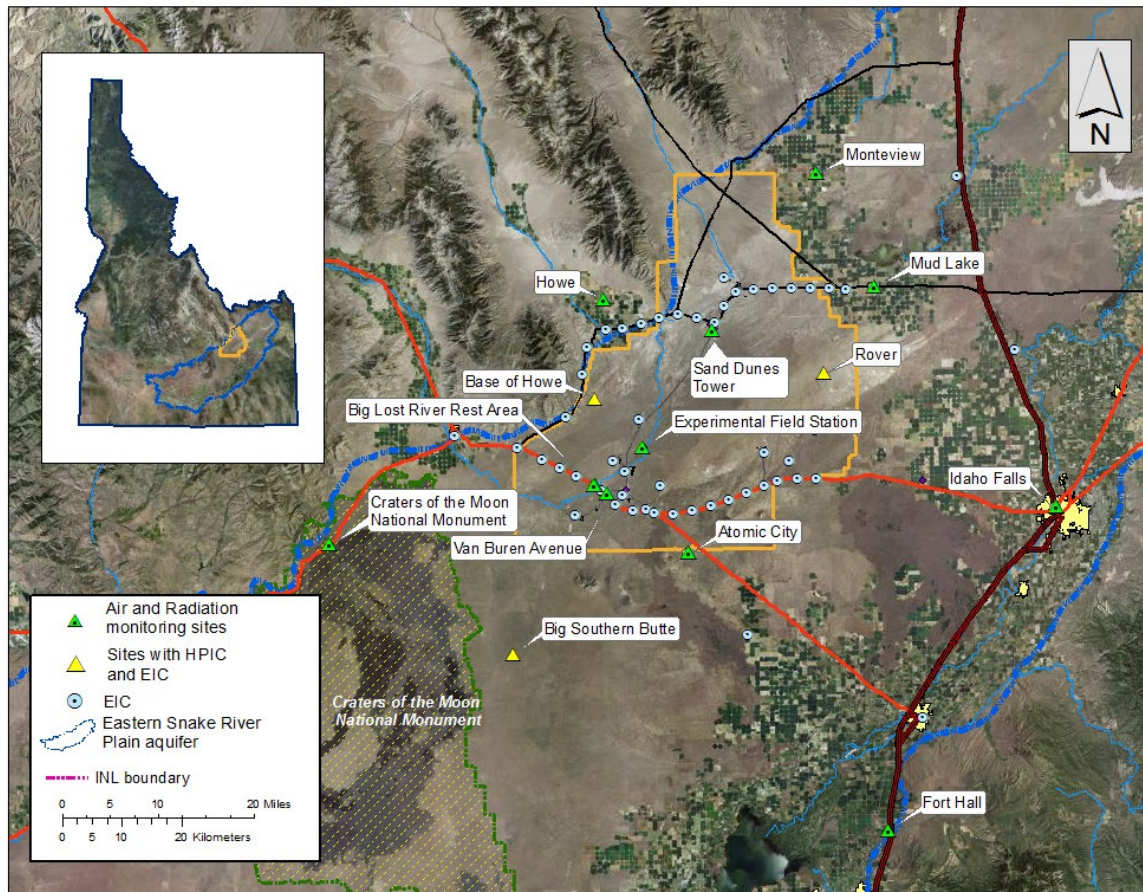 N
Monteview
Mud Lake
Howe
Sand Dunes
Tower
Rover
Base of Howe
Big Lost River Rest Area
Experimental Field Station
Idaho Falls
Craters of the Moon
National Monument
Van Buren Avenue
Atomic City
Big Southern Butte
Craters of the Moon
National Monument
Fort Hall
Air and Radiation
monitoring sites
Sites with HPIC
and EIC
EIC
Eastern Snake River
Plain aquifer
INL boundary
0 5 10 20 Miles
0 5 10 20 Kilometers